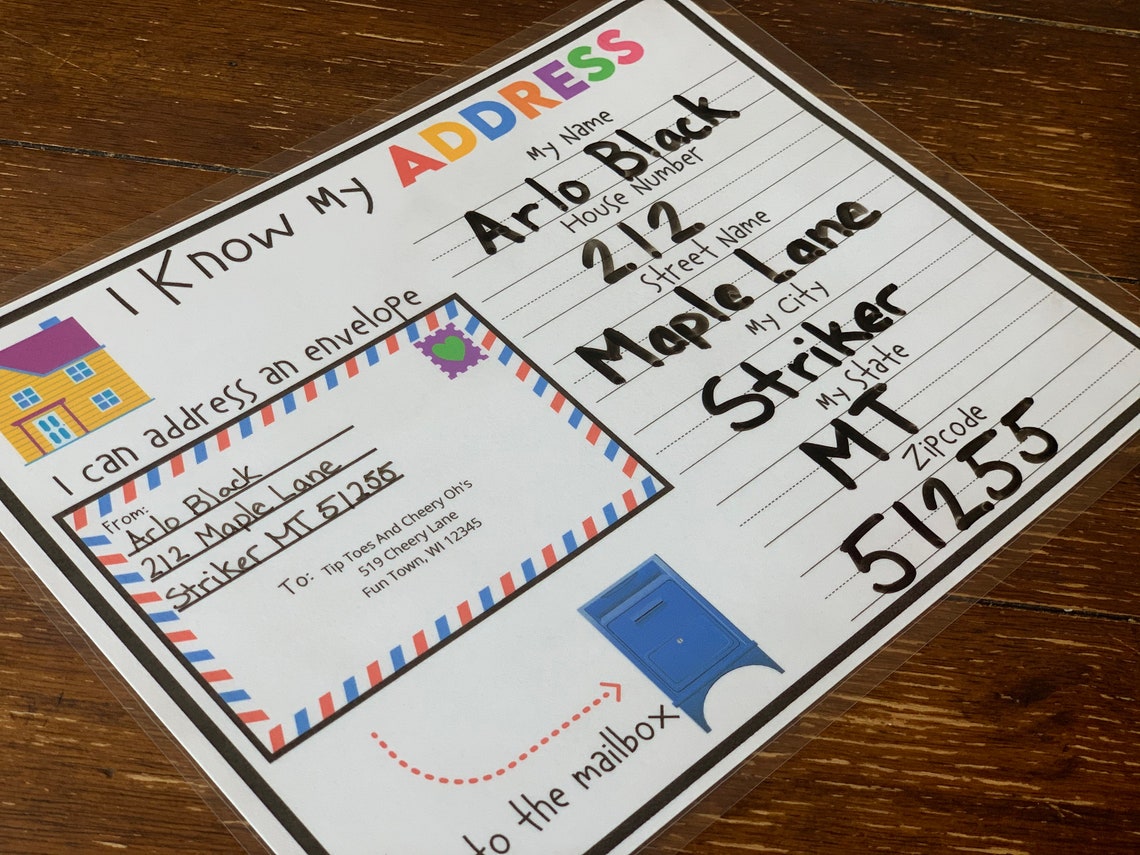 I Know My ADDRESS
My Name
Arlo Black
House Number
212
Street Name
Maple Lane
My City
Striker
My State
MT
Zipcode
51255
I can address an envelope
From:
Arlo Black
212 Maple Lane
Striker MT 51255
To: Tip Toes And Cheery Oh's
519 Cheery Lane
Fun Town, WI 12345
to the mailbox